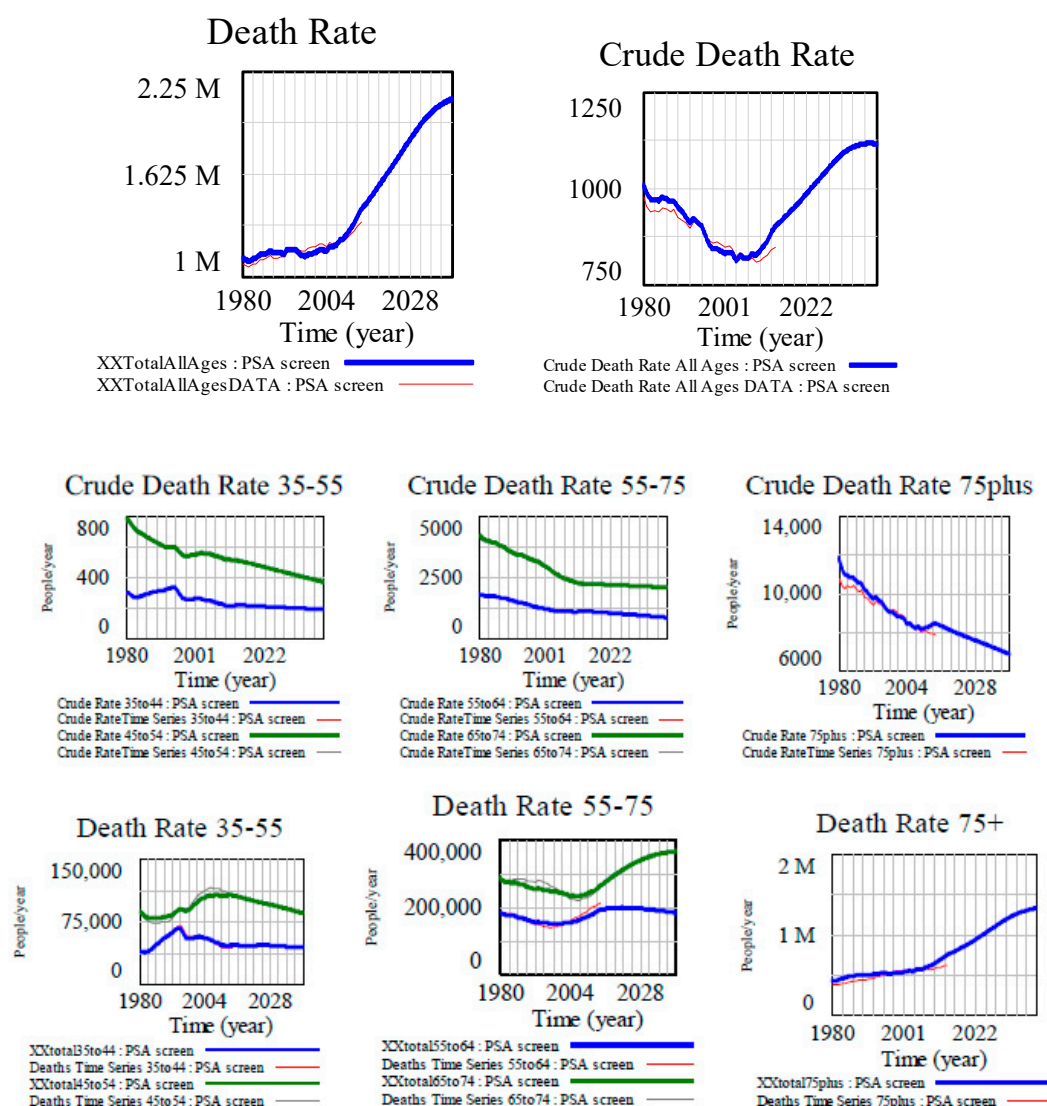 Death Rate
2.25 M
1.625 M
1 M
1980 2004 2028
Time (year)
XXTotalAllAges : PSA screen
XXTotalAllAgesDATA : PSA screen
Crude Death Rate
1250
1000
750
1980 2001 2022
Time (year)
Crude Death Rate All Ages : PSA screen
Crude Death Rate All Ages DATA : PSA screen
Crude Death Rate 35-55
800
400
0
People/year
1980 2001 2022
Time (year)
Crude Rate 35to44 : PSA screen
Crude RateTime Series 35to44 : PSA screen
Crude Rate 45to54 : PSA screen
Crude RateTime Series 45to54 : PSA screen
Crude Death Rate 55-75
5000
2500
0
People/year
1980 2001 2022
Time (year)
Crude Rate 55to64 : PSA screen
Crude RateTime Series 55to64 : PSA screen
Crude Rate 65to74 : PSA screen
Crude RateTime Series 65to74 : PSA screen
Crude Death Rate 75plus
14,000
10,000
6000
People/year
1980 2004 2028
Time (year)
Crude Rate 75plus : PSA screen
Crude RateTime Series 75plus : PSA screen
Death Rate 35-55
150,000
75,000
0
People/year
1980 2004 2028
Time (year)
XXtotal35to44 : PSA screen
Deaths Time Series 35to44 : PSA screen
XXtotal45to54 : PSA screen
Deaths Time Series 45to54 : PSA screen
Death Rate 55-75
400,000
200,000
0
People/year
1980 2004 2028
Time (year)
XXtotal55to64 : PSA screen
Deaths Time Series 55to64 : PSA screen
XXtotal65to74 : PSA screen
Deaths Time Series 65to74 : PSA screen
Death Rate 75+
2 M
1 M
0
People/year
1980 2001 2022
Time (year)
XXtotal75plus : PSA screen
Deaths Time Series 75plus : PSA screen